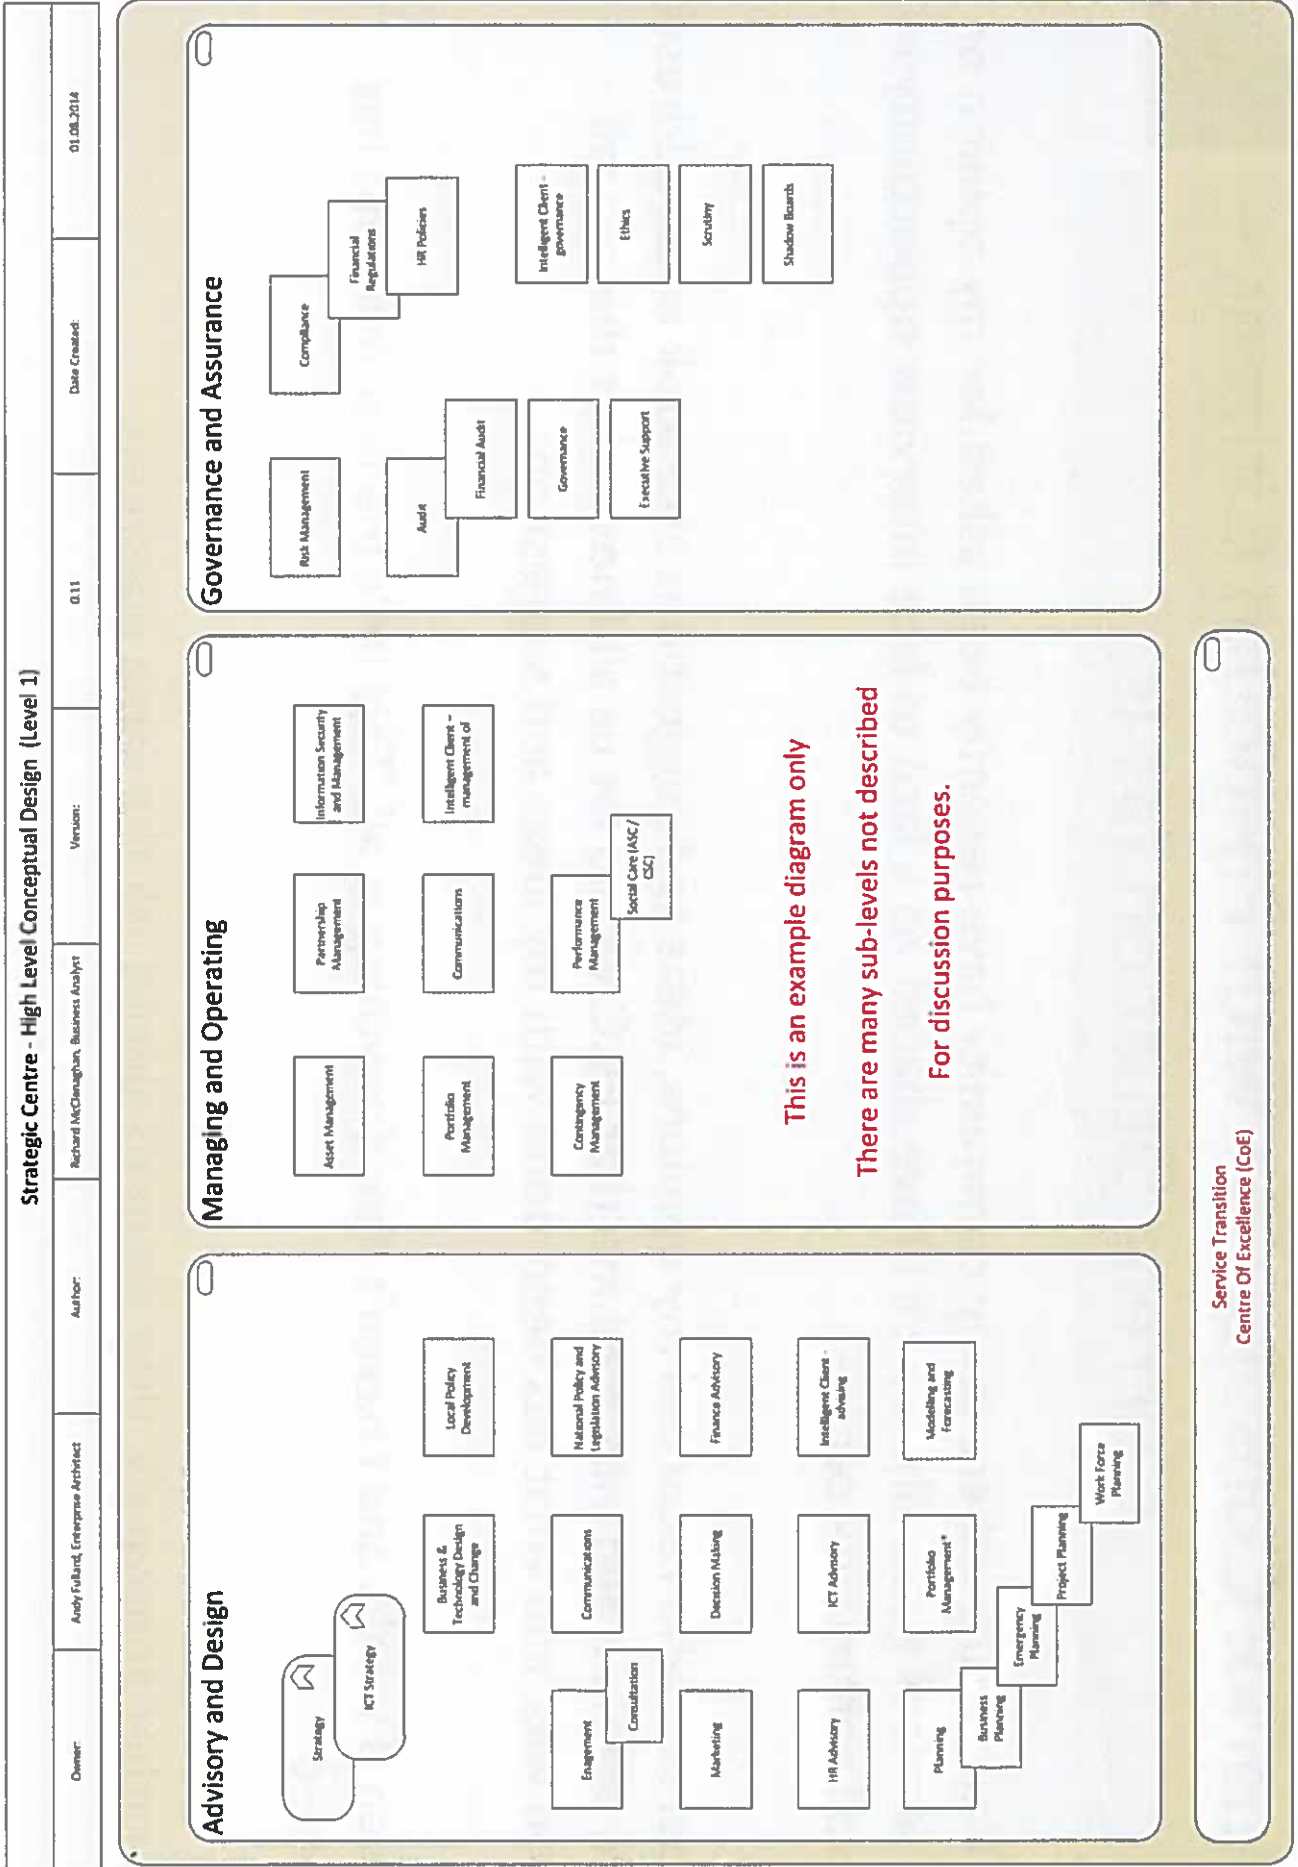 Strategic Centre - High Level Conceptual Design (Level 1)
Owner:
Andy Fullard, Enterprise Architect
Author:
Richard McClenaghan, Business Analyst
Version:
0.11
Date Created:
01.08.2014
Advisory and Design
Strategy
ICT Strategy
Business &
Technology Design
and Change
Local Policy
Development
Enagement
Consultation
Communications
National Policy and
Legislation Advisory
Marketing
Decision Making
Finance Advisory
HR Advisory
ICT Advisory
Intelligent Client -
advising
Planning
Business
Planning
Emergency
Planning
Project Planning
Work Force
Planning
Portfolio
Management*
Modelling and
Forecasting
Managing and Operating
Asset Management
Partnership
Management
Information Security
and Management
Portfolio
Management
Communications
Intelligent Client –
management of
Contingency
Management
Performance
Management
Social Care (ASC /
CSC)
This is an example diagram only
There are many sub-levels not described
For discussion purposes.
Governance and Assurance
Risk Management
Compliance
Financial
Regulations
HR Policies
Audit
Financial Audit
Governance
Executive Support
Intelligent Client -
governance
Ethics
Scrutiny
Shadow Boards
Service Transition
Centre Of Excellence (CoE)